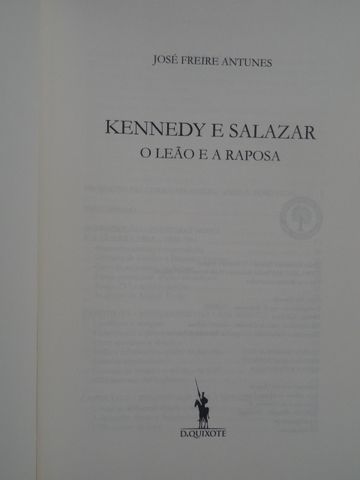 JOSÉ FREIRE ANTUNES
KENNEDY E SALAZAR
O LEÃO E A RAPOSA
D.QUIXOTE